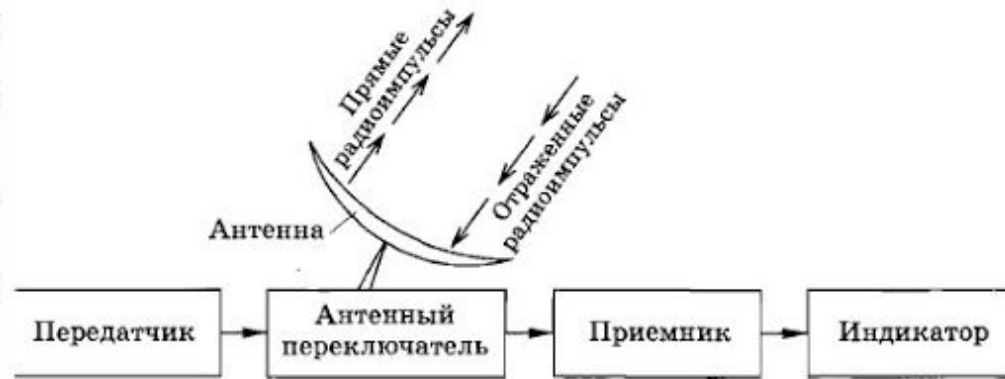 Прямые
радиоимпульсы
Отраженные
радиоимпульсы
Антенна
Передатчик
Антенный
переключатель
Приемник
Индикатор